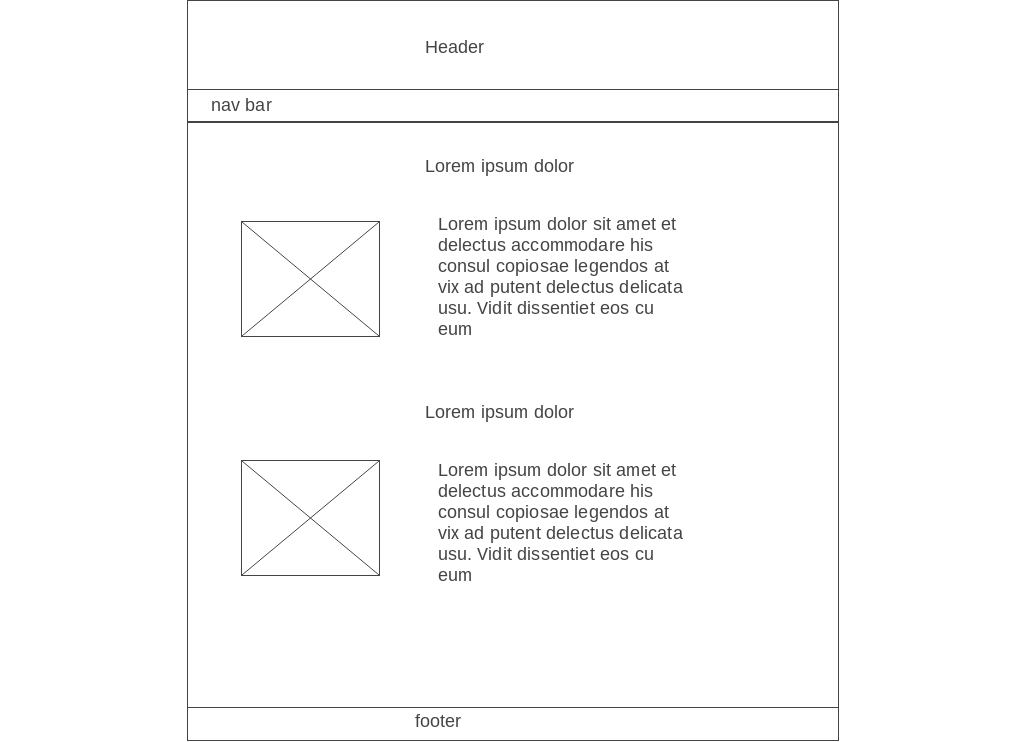 Header
nav bar
Lorem ipsum dolor
Lorem ipsum dolor sit amet et
delectus accommodare his
consul copiosae legendos at
vix ad putent delectus delicata
usu. Vidit dissentiet eos cu
eum
Lorem ipsum dolor
Lorem ipsum dolor sit amet et
delectus accommodare his
consul copiosae legendos at
vix ad putent delectus delicata
usu. Vidit dissentiet eos cu
eum
footer